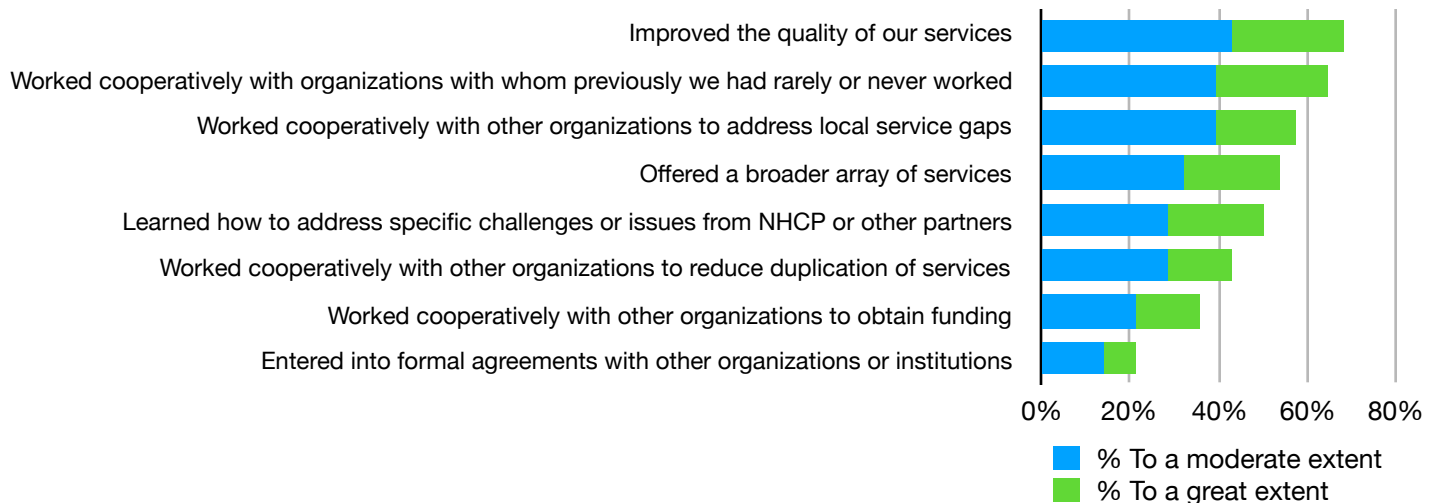 Improved the quality of our services
Worked cooperatively with organizations with whom previously we had rarely or never worked
Worked cooperatively with other organizations to address local service gaps
Offered a broader array of services
Learned how to address specific challenges or issues from NHCP or other partners
Worked cooperatively with other organizations to reduce duplication of services
Worked cooperatively with other organizations to obtain funding
Entered into formal agreements with other organizations or institutions
0% 20% 40% 60% 80%
% To a moderate extent
% To a great extent